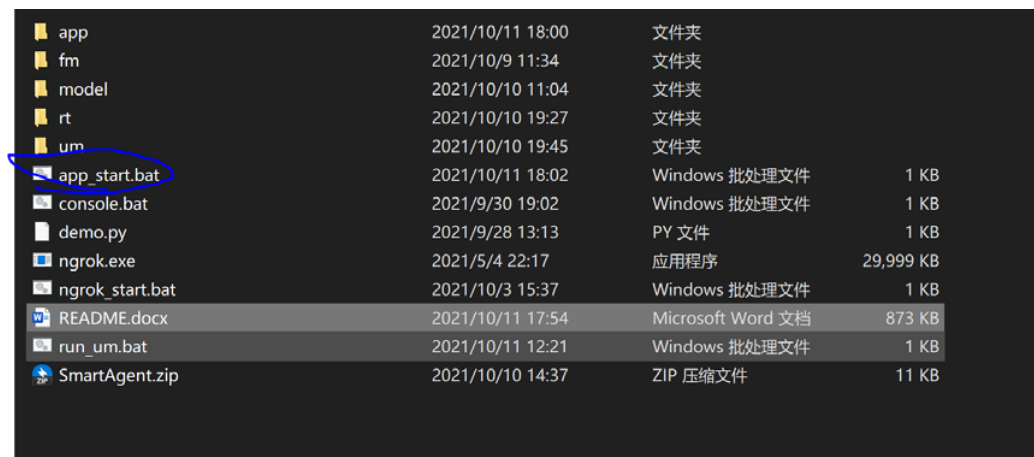 app 2021/10/11 18:00 文件夹
fm 2021/10/9 11:34 文件夹
model 2021/10/10 11:04 文件夹
rt 2021/10/10 19:27 文件夹
um 2021/10/10 19:45 文件夹
app_start.bat 2021/10/11 18:02 Windows 批处理文件 1 KB
console.bat 2021/9/30 19:02 Windows 批处理文件 1 KB
demo.py 2021/9/28 13:13 PY 文件 1 KB
ngrok.exe 2021/5/4 22:17 应用程序 29,999 KB
ngrok_start.bat 2021/10/3 15:37 Windows 批处理文件 1 KB
README.docx 2021/10/11 17:54 Microsoft Word 文档 873 KB
run_um.bat 2021/10/11 12:21 Windows 批处理文件 1 KB
SmartAgent.zip 2021/10/10 14:37 ZIP 压缩文件 11 KB